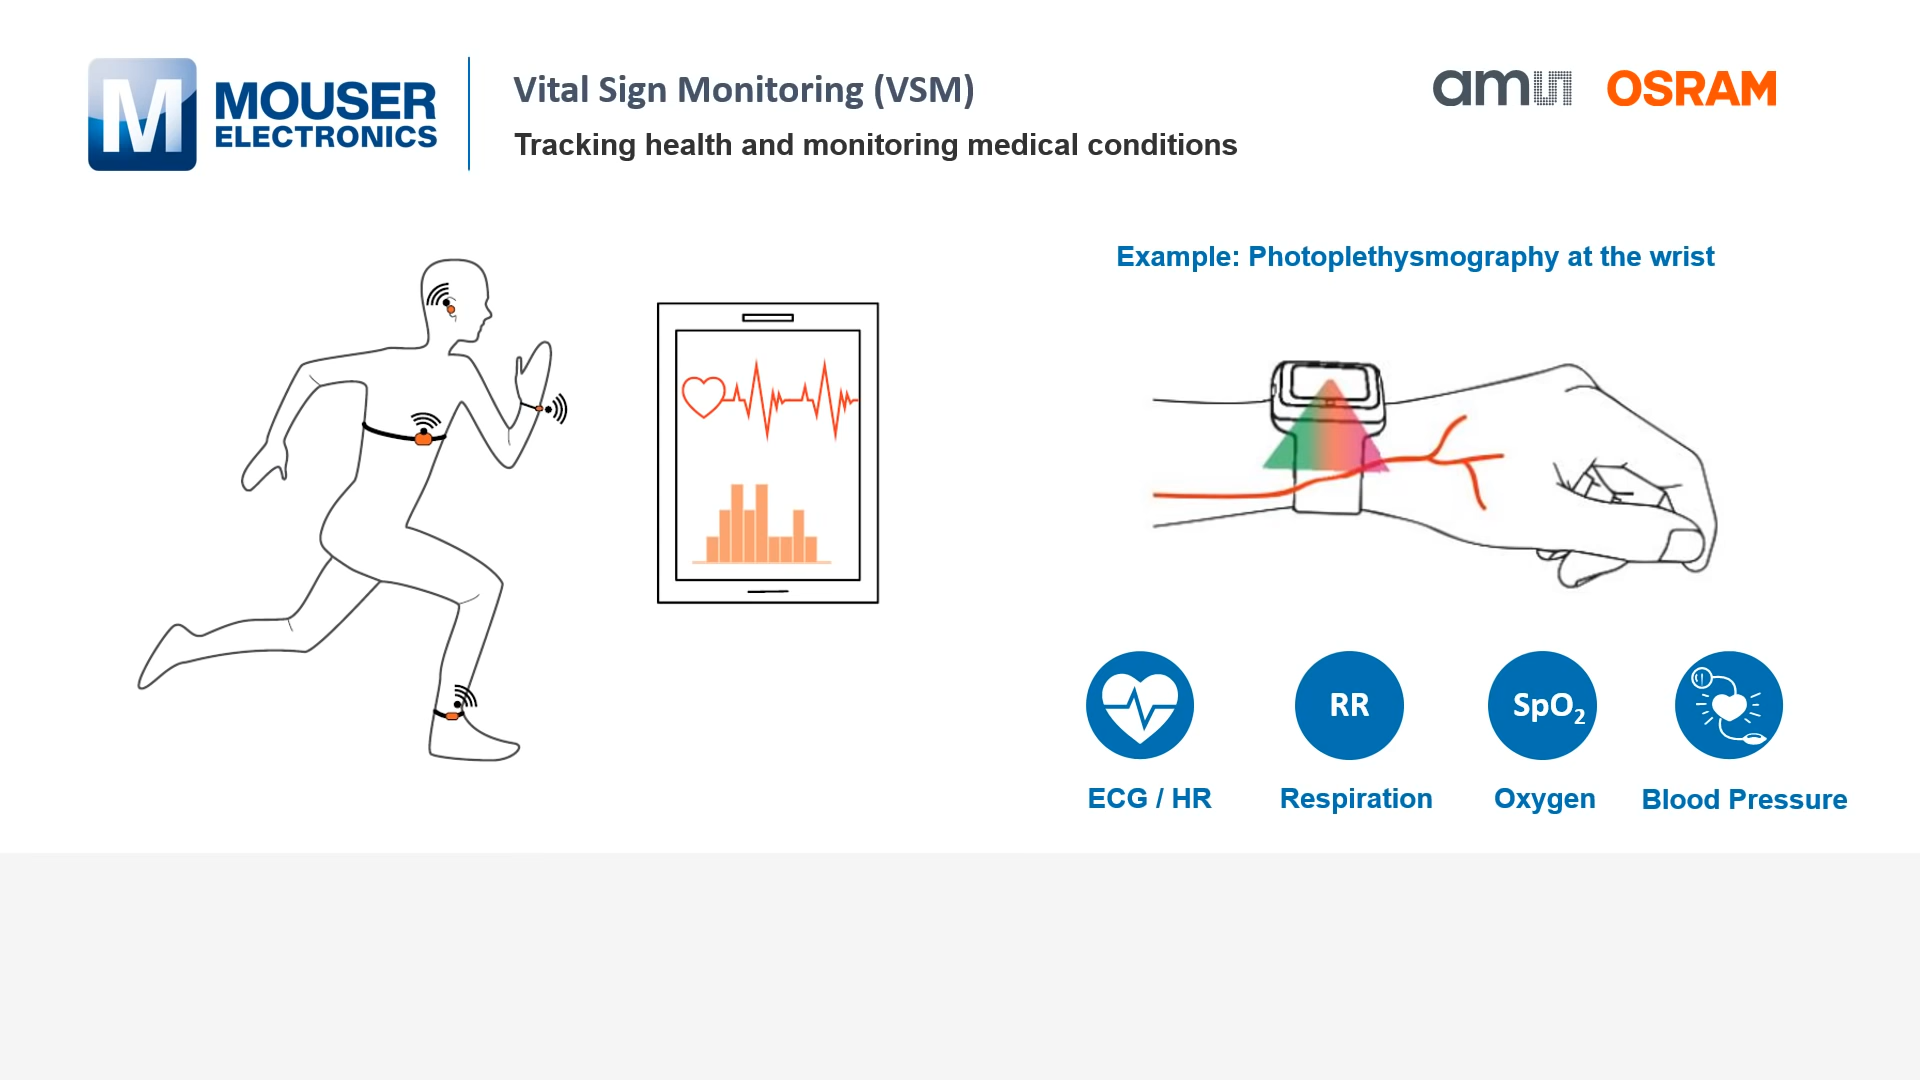 M
MOUSER
ELECTRONICS
Vital Sign Monitoring (VSM)
Tracking health and monitoring medical conditions
am
OSRAM
Example: Photoplethysmography at the wrist
RR
SpO₂
ECG / HR
Respiration
Oxygen
Blood Pressure